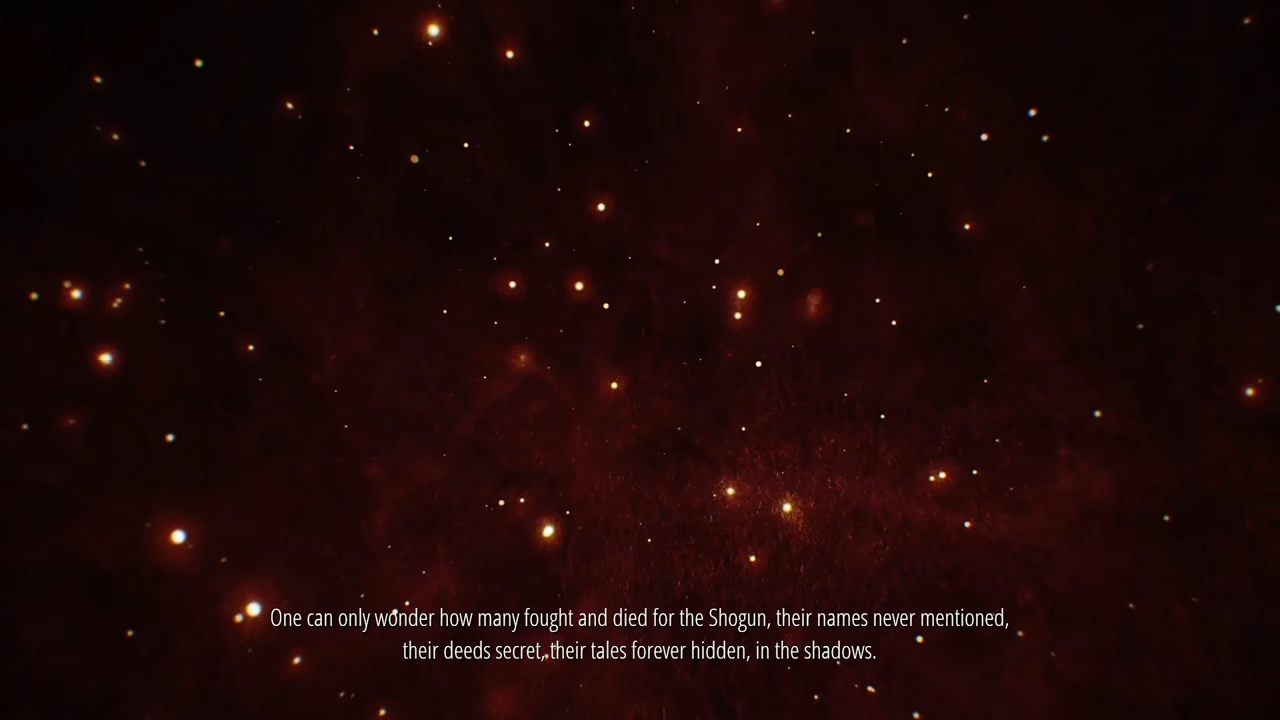 One can only wonder how many fought and died for the Shogun, their names never mentioned,
their deeds secret, their tales forever hidden, in the shadows.